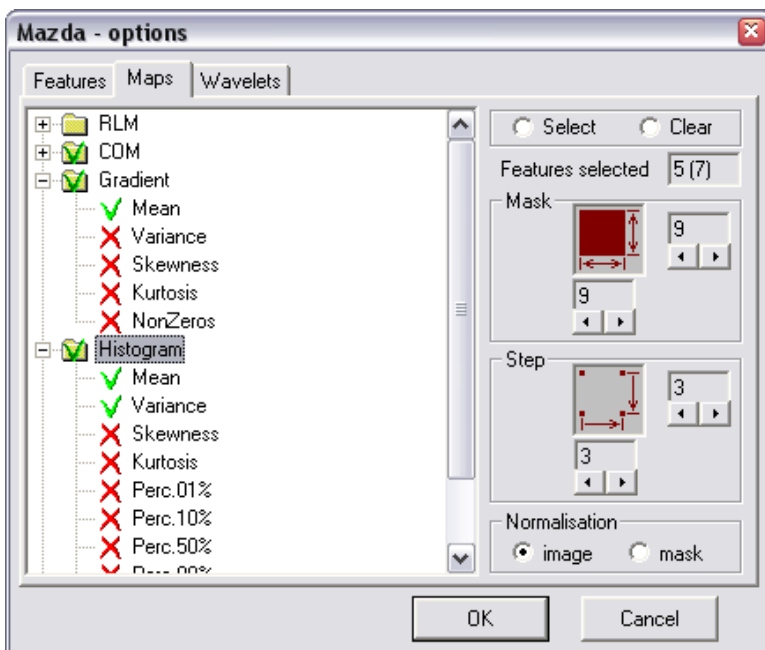 Mazda - options
Features Maps Wavelets
RLM
COM
Gradient
Mean
Variance
Skewness
Kurtosis
NonZeros
Histogram
Mean
Variance
Skewness
Kurtosis
Perc.01%
Perc.10%
Perc.50%
Select Clear
Features selected 5 (7)
Mask
9
9
Step
3
3
Normalisation
image mask
OK Cancel